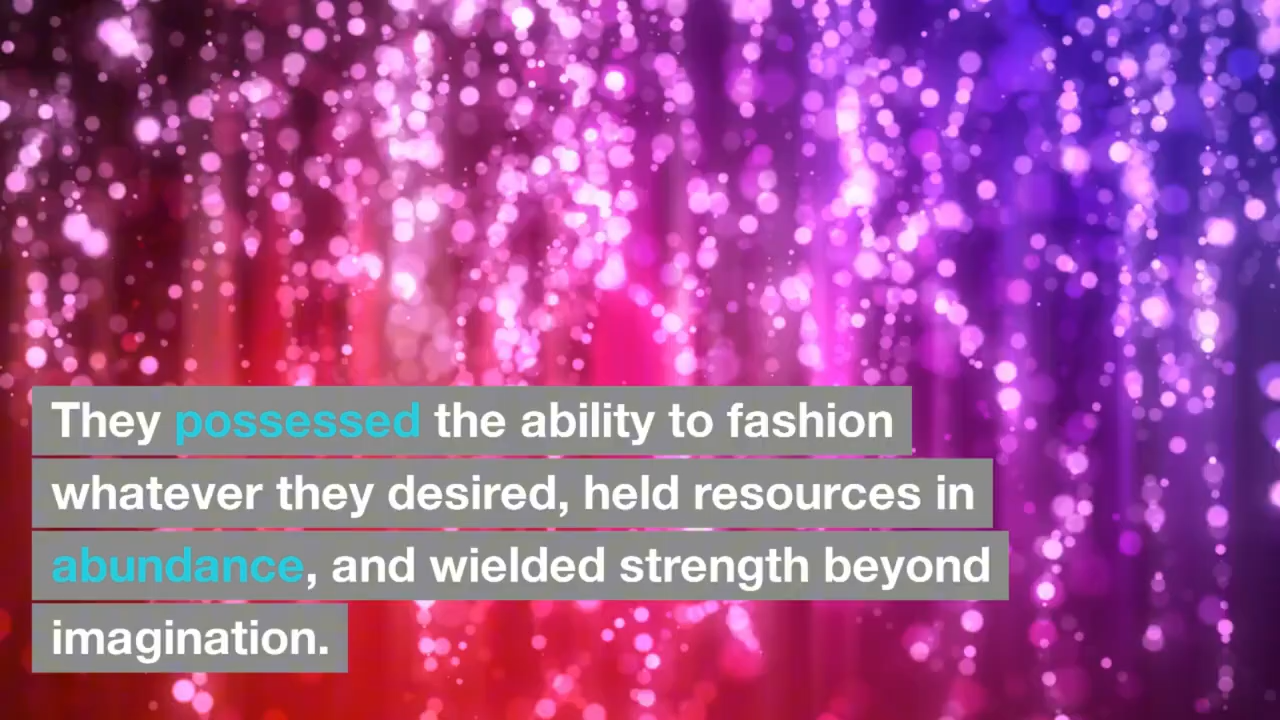 They possessed the ability to fashion
whatever they desired, held resources in
abundance, and wielded strength beyond
imagination.